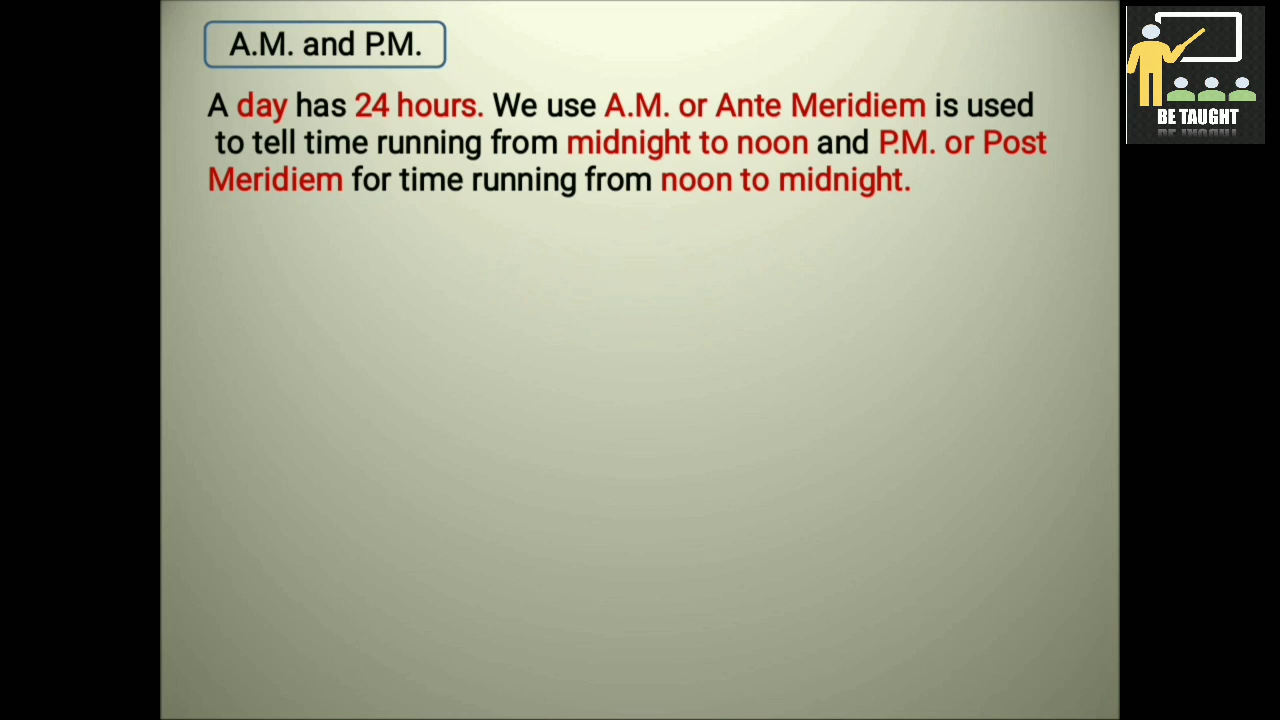 A.M. and P.M.
A day has 24 hours. We use A.M. or Ante Meridiem is used
to tell time running from midnight to noon and P.M. or Post
Meridiem for time running from noon to midnight.
BE TAUGHT